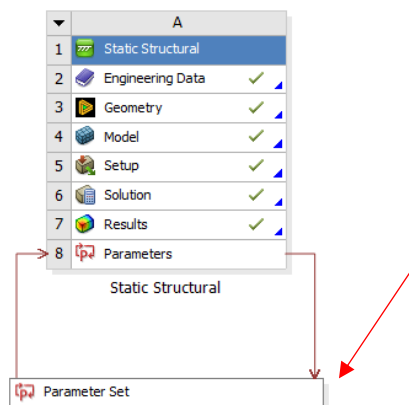 A
1 Static Structural
2 Engineering Data
3 Geometry
4 Model
5 Setup
6 Solution
7 Results
8 Parameters
Static Structural
Parameter Set